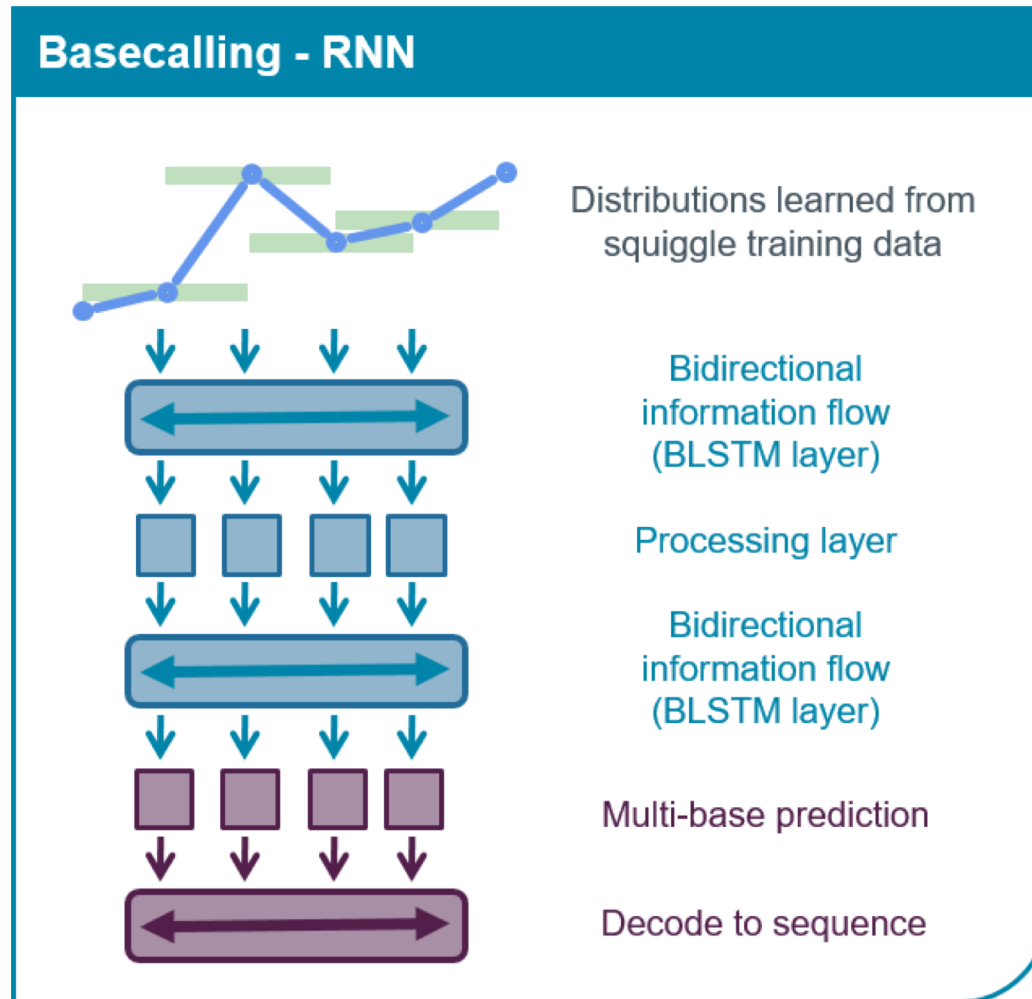 Basecalling - RNN
Distributions learned from
squiggle training data
Bidirectional
information flow
(BLSTM layer)
Processing layer
Bidirectional
information flow
(BLSTM layer)
Multi-base prediction
Decode to sequence